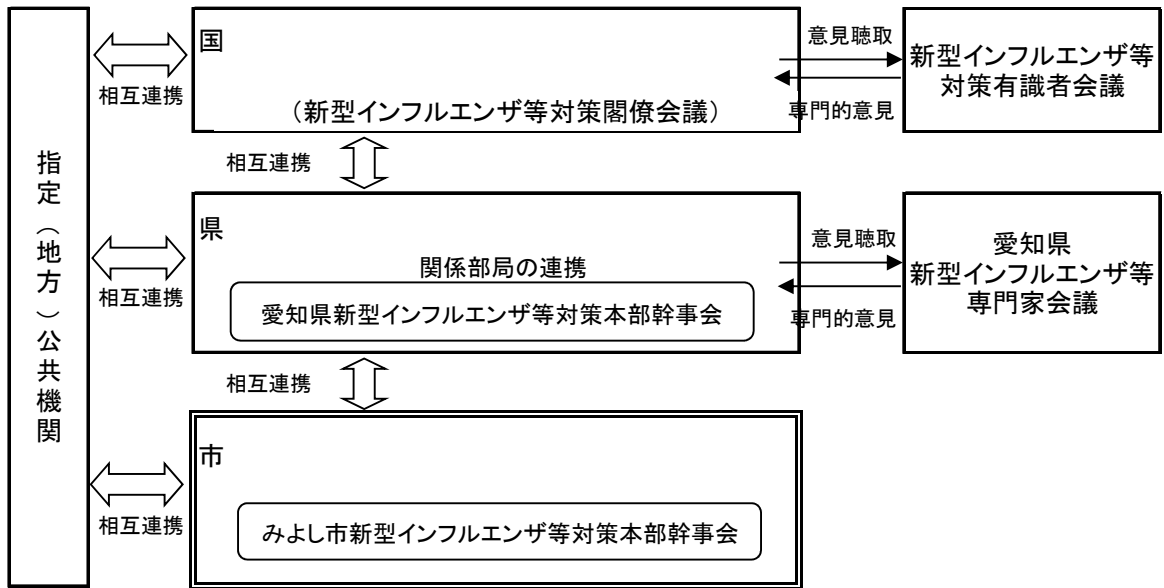 指定（地方）公共機関
相互連携
国
（新型インフルエンザ等対策閣僚会議）
意見聴取
専門的意見
新型インフルエンザ等
対策有識者会議
相互連携
相互連携
県
関係部局の連携
愛知県新型インフルエンザ等対策本部幹事会
意見聴取
専門的意見
愛知県
新型インフルエンザ等
専門家会議
相互連携
相互連携
市
みよし市新型インフルエンザ等対策本部幹事会